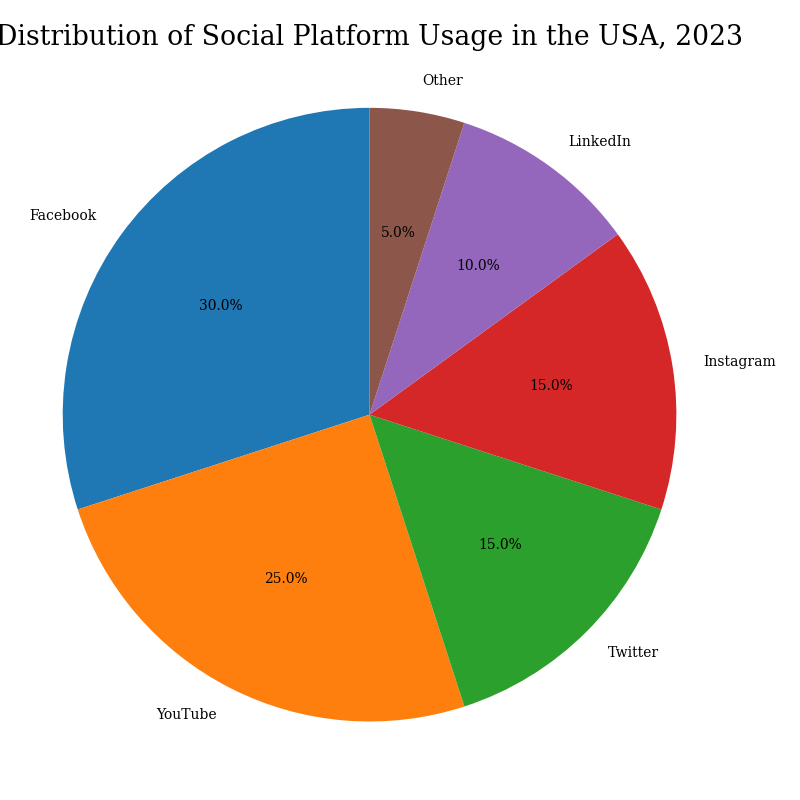 Distribution of Social Platform Usage in the USA, 2023
Other
LinkedIn
Facebook
5.0%
10.0%
30.0%
Instagram
15.0%
15.0%
25.0%
Twitter
YouTube